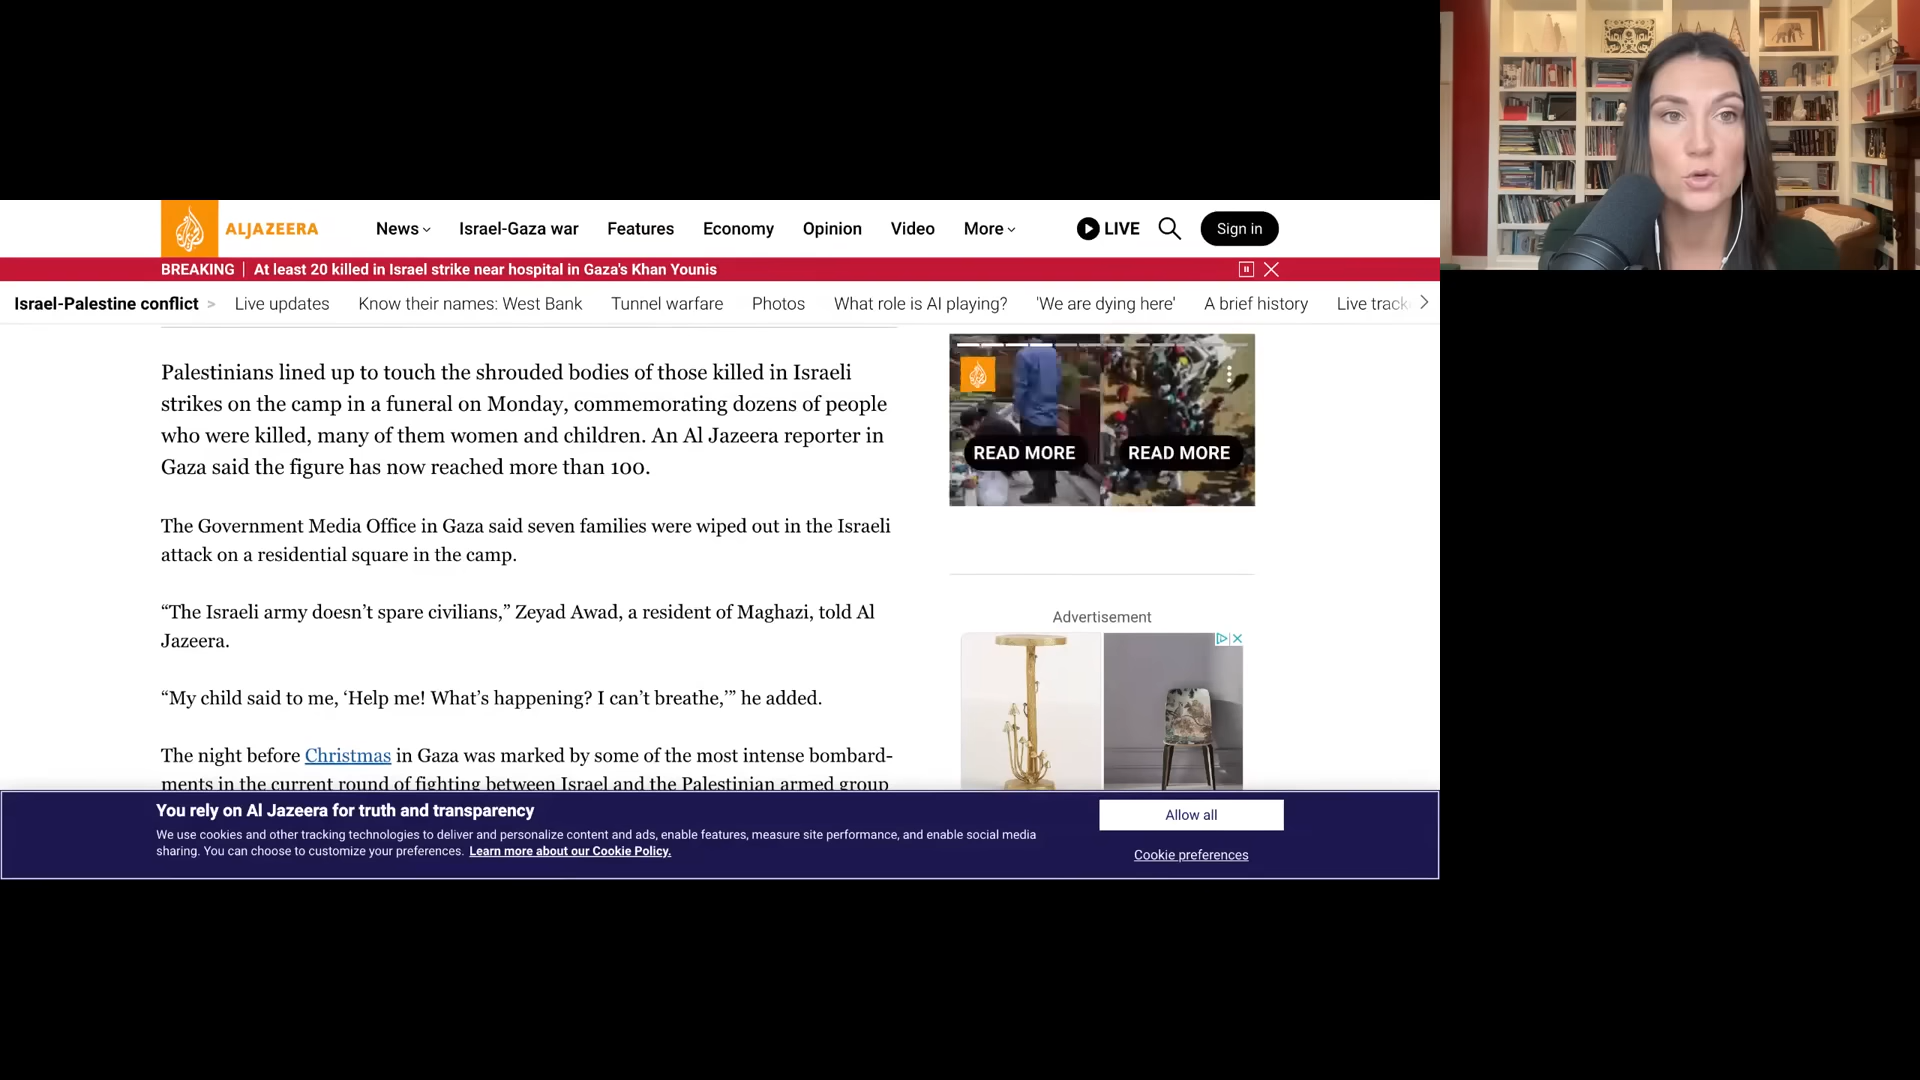 ALJAZEERA
News Israel-Gaza war Features Economy Opinion Video More LIVE Sign in
BREAKING | At least 20 killed in Israel strike near hospital in Gaza's Khan Younis
Israel-Palestine conflict > Live updates Know their names: West Bank Tunnel warfare Photos What role is AI playing? 'We are dying here' A brief history Live track
Palestinians lined up to touch the shrouded bodies of those killed in Israeli
strikes on the camp in a funeral on Monday, commemorating dozens of people
who were killed, many of them women and children. An Al Jazeera reporter in
Gaza said the figure has now reached more than 100.
The Government Media Office in Gaza said seven families were wiped out in the Israeli
attack on a residential square in the camp.
“The Israeli army doesn’t spare civilians,” Zeyad Awad, a resident of Maghazi, told Al
Jazeera.
“My child said to me, ‘Help me! What’s happening? I can’t breathe,’” he added.
The night before Christmas in Gaza was marked by some of the most intense bombard-
ments in the current round of fighting between Israel and the Palestinian armed group
READ MORE READ MORE
Advertisement
You rely on Al Jazeera for truth and transparency
We use cookies and other tracking technologies to deliver and personalize content and ads, enable features, measure site performance, and enable social media
sharing. You can choose to customize your preferences. Learn more about our Cookie Policy.
Allow all
Cookie preferences